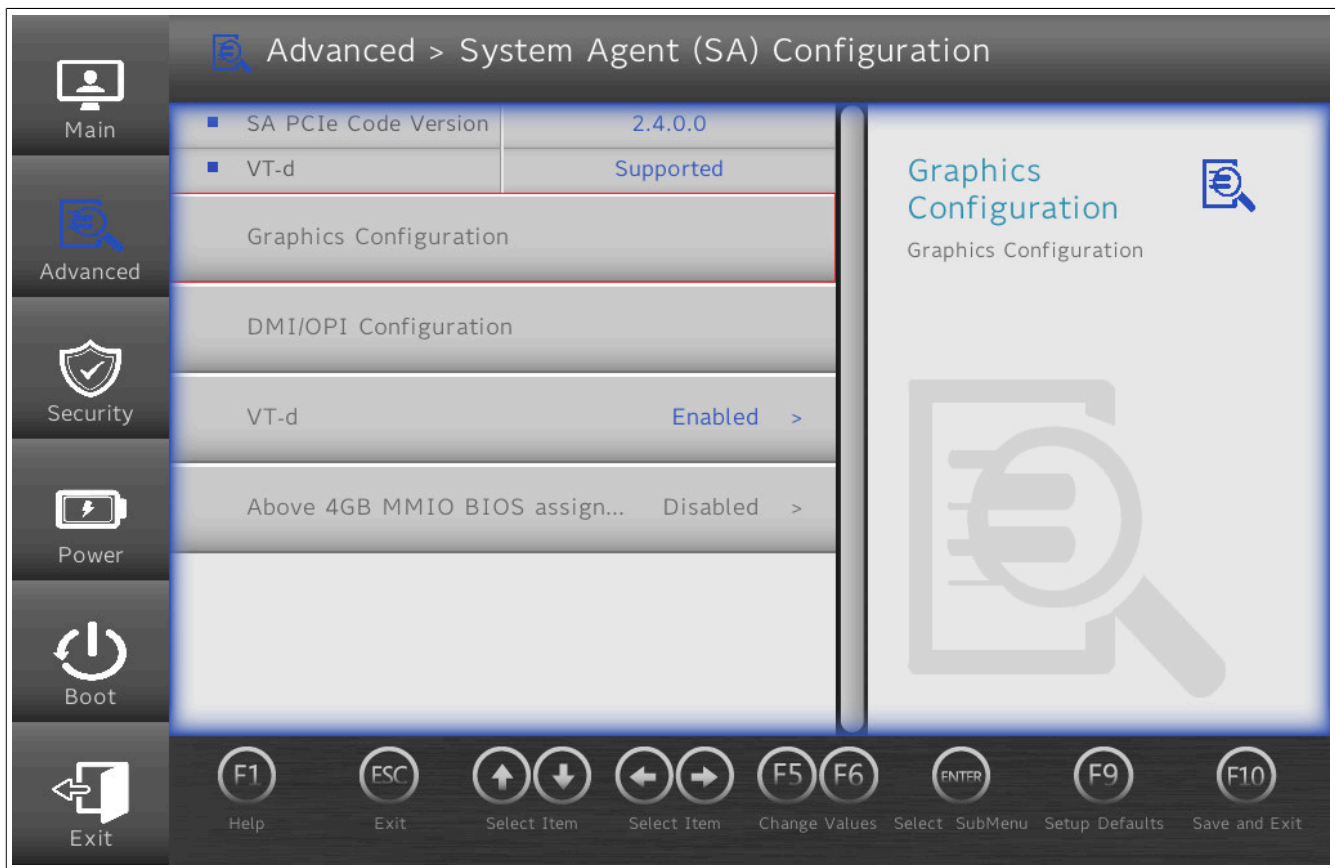 Advanced > System Agent (SA) Configuration
Main
Advanced
Security
Power
Boot
Exit
SA PCIe Code Version 2.4.0.0
VT-d Supported
Graphics Configuration
DMI/OPI Configuration
VT-d Enabled >
Above 4GB MMIO BIOS assign... Disabled >
Graphics
Configuration
Graphics Configuration
F1 ESC F5 F6 ENTER F9 F10
Help Exit Select Item Select Item Change Values Select SubMenu Setup Defaults Save and Exit